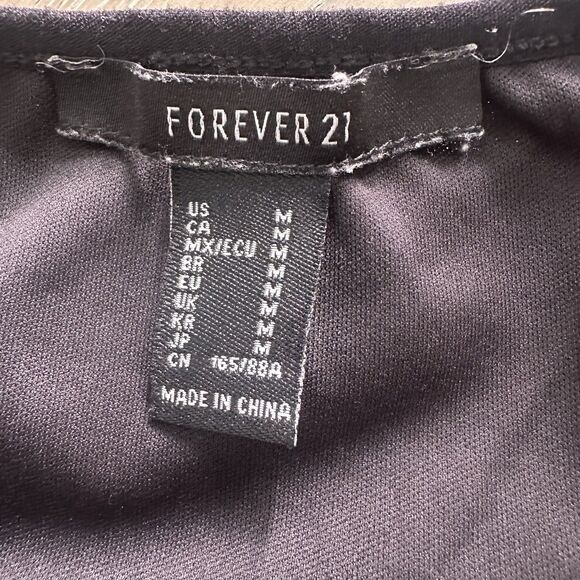 FOREVER 21
US M
CA M
MX/ECU M
BR M
EU M
UK M
KR M
JP M
CN 165/88A
MADE IN CHINA